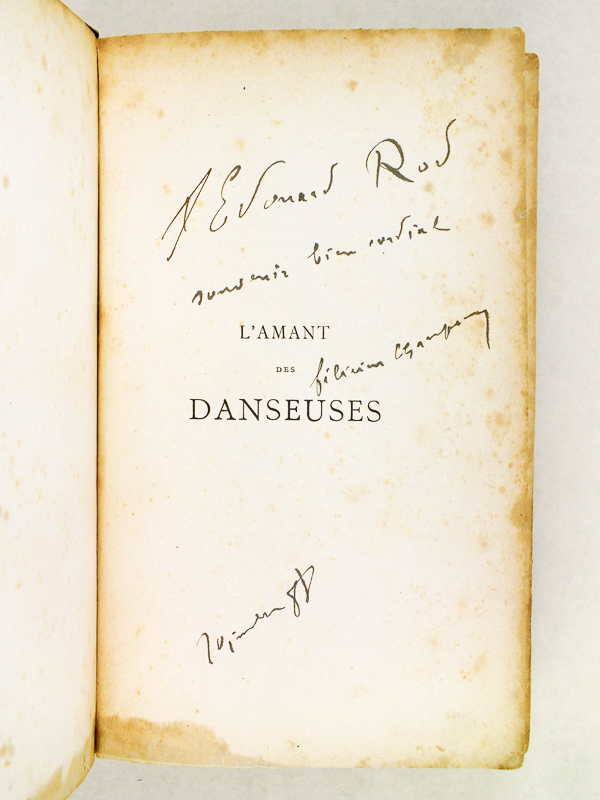 A Edouard Rod
souvenir bien cordial
L'AMANT
DES
félicien champsaur
DANSEUSES